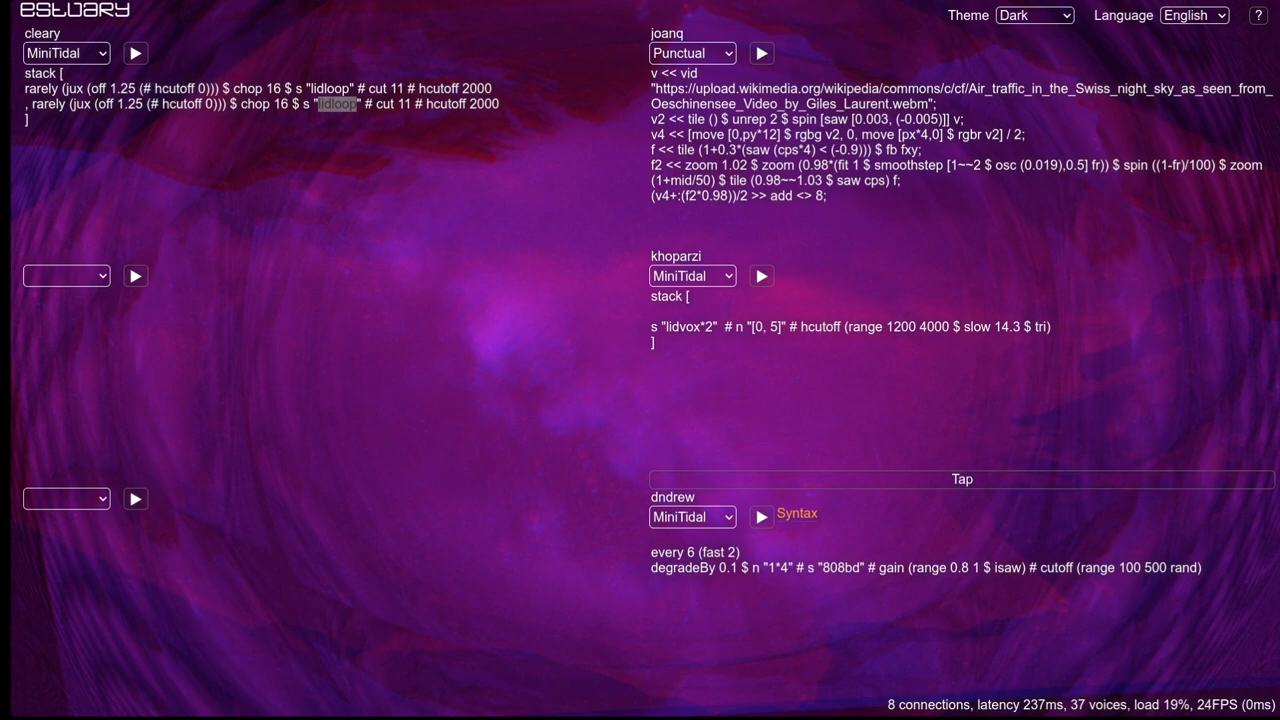 estuary
Theme Dark Language English ?
cleary
MiniTidal
stack [
rarely (jux (off 1.25 (# hcutoff 0))) $ chop 16 $ s "lidloop" # cut 11 # hcutoff 2000
, rarely (jux (off 1.25 (# hcutoff 0))) $ chop 16 $ s "lidloop" # cut 11 # hcutoff 2000
]
joanq
Punctual
v << vid
"https://upload.wikimedia.org/wikipedia/commons/c/cf/Air_traffic_in_the_Swiss_night_sky_as_seen_from_
Oeschinensee_Video_by_Giles_Laurent.webm";
v2 << tile () $ unrep 2 $ spin [saw [0.003, (-0.005)]] v;
v4 << [move [0,py*12] $ rgbg v2, 0, move [px*4,0] $ rgbr v2] / 2;
f << tile (1+0.3*(saw (cps*4) < (-0.9))) $ fb fxy;
f2 << zoom 1.02 $ zoom (0.98*(fit 1 $ smoothstep [1~~2 $ osc (0.019),0.5] fr)) $ spin ((1-fr)/100) $ zoom
(1+mid/50) $ tile (0.98~~1.03 $ saw cps) f;
(v4+:(f2*0.98))/2 >> add <> 8;
khoparzi
MiniTidal
stack [
s "lidvox*2"  # n "[0, 5]" # hcutoff (range 1200 4000 $ slow 14.3 $ tri)
]
Tap
dndrew
MiniTidal Syntax
every 6 (fast 2)
degradeBy 0.1 $ n "1*4" # s "808bd" # gain (range 0.8 1 $ isaw) # cutoff (range 100 500 rand)
8 connections, latency 237ms, 37 voices, load 19%, 24FPS (0ms)